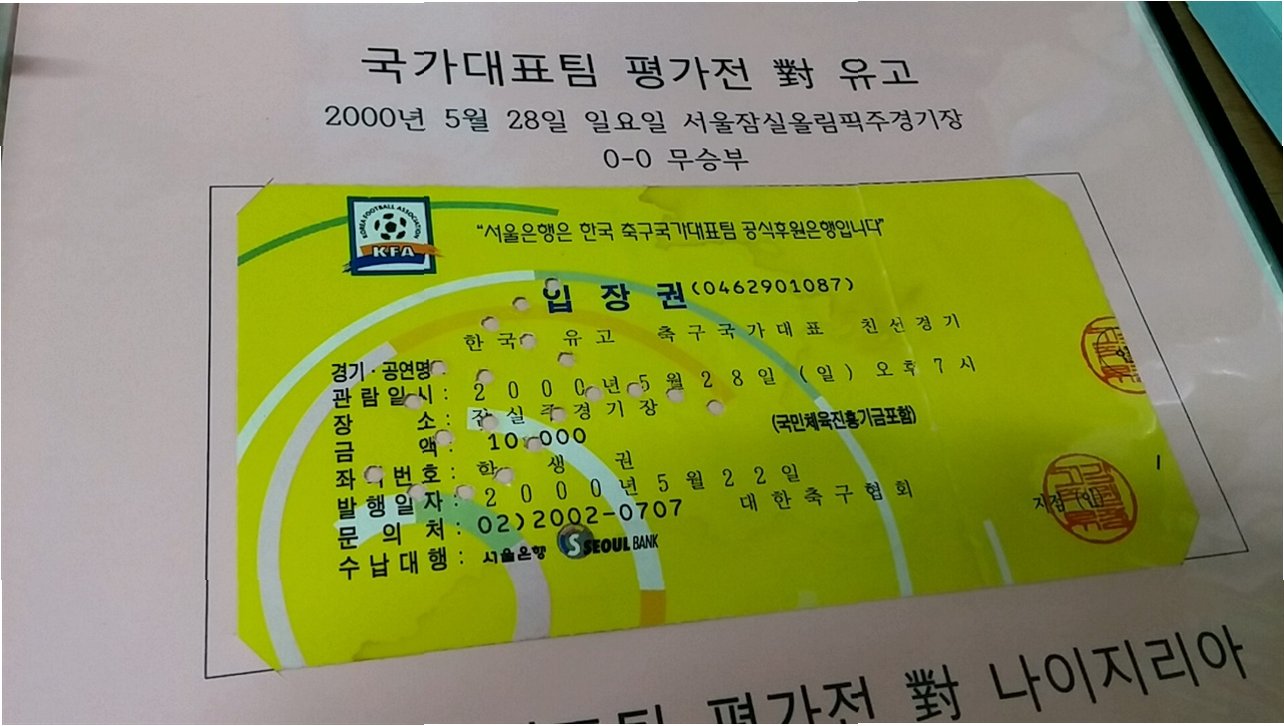 국가대표팀 평가전 對 유고
2000년 5월 28일 일요일 서울잠실올림픽주경기장
0-0 무승부
KOREA FOOTBALL ASSOCIATION
KFA
"서울은행은 한국 축구국가대표팀 공식후원은행입니다"
입 장 권(0462901087)
한국 유고 축구국가대표 친선경기
경기·공연명
관람일시 : 2000년 5월 28일 (일) 오후 7시
장 소 : 잠실주경기장
금 액 : 10,000 (국민체육진흥기금포함)
좌석번호 : 학 생 권
발행일자 : 2000년 5월 22일
문 의 처 : 02)2002-0707 대한축구협회 지점 (인)
수납대행 : 서울은행 SEOUL BANK
평가전 對 나이지리아